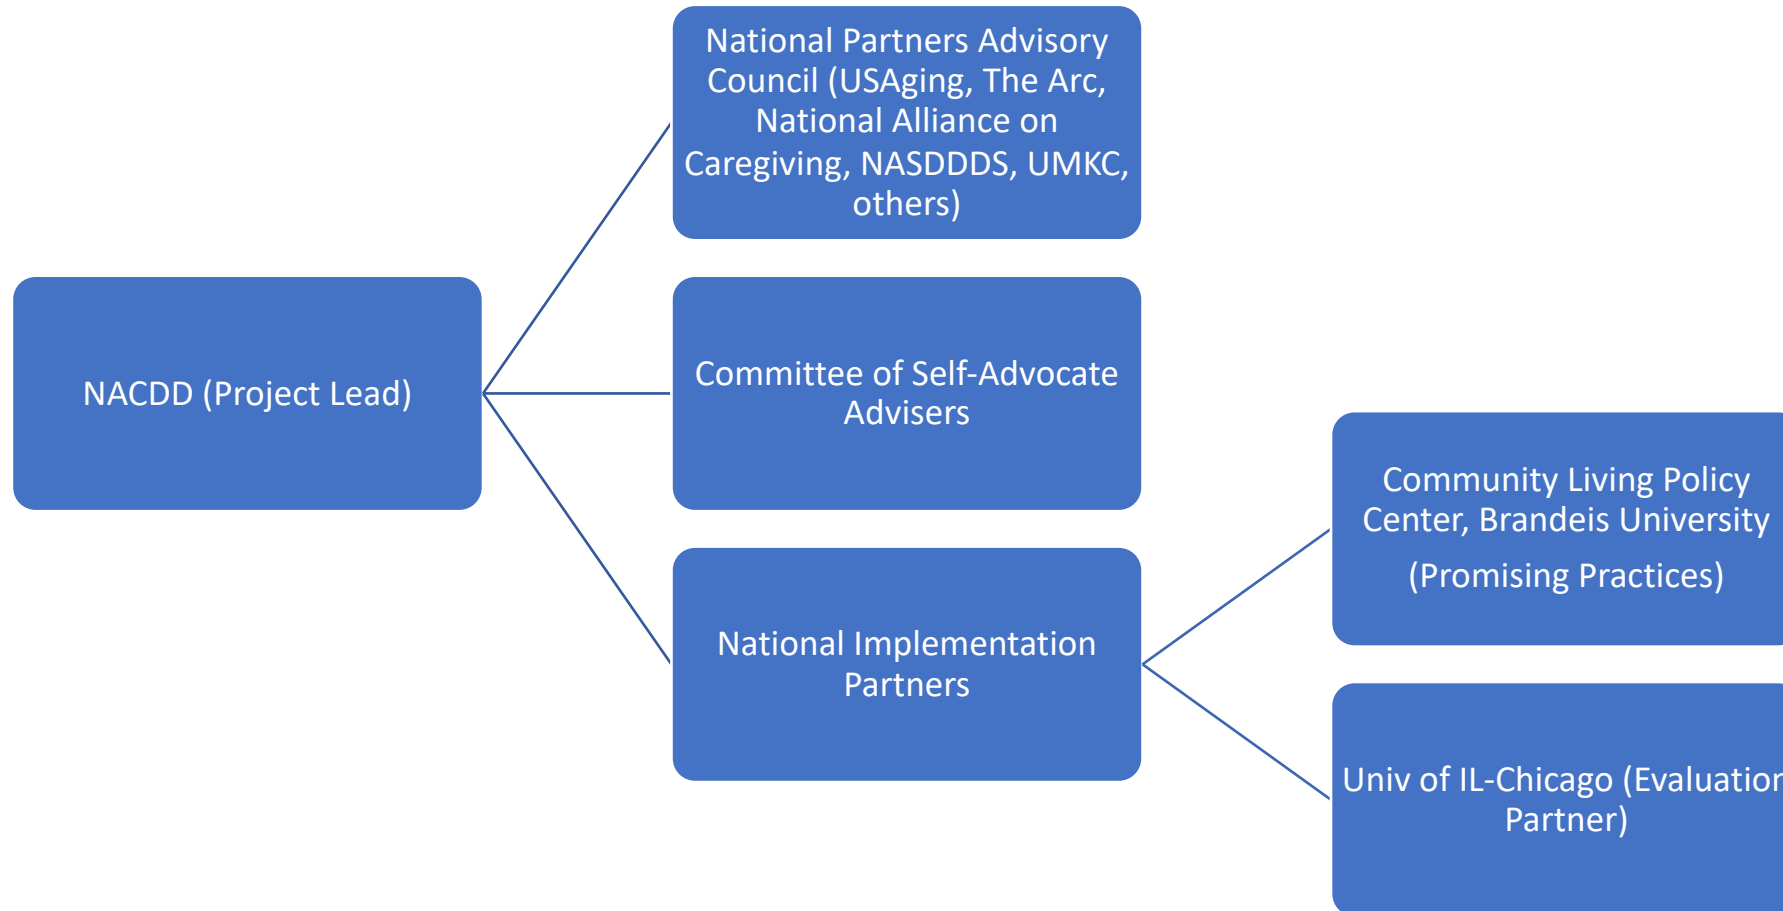 National Partners Advisory
Council (USAging, The Arc,
National Alliance on
Caregiving, NASDDDS, UMKC,
others)
NACDD (Project Lead)
Committee of Self-Advocate
Advisers
National Implementation
Partners
Community Living Policy
Center, Brandeis University
(Promising Practices)
Univ of IL-Chicago (Evaluation
Partner)